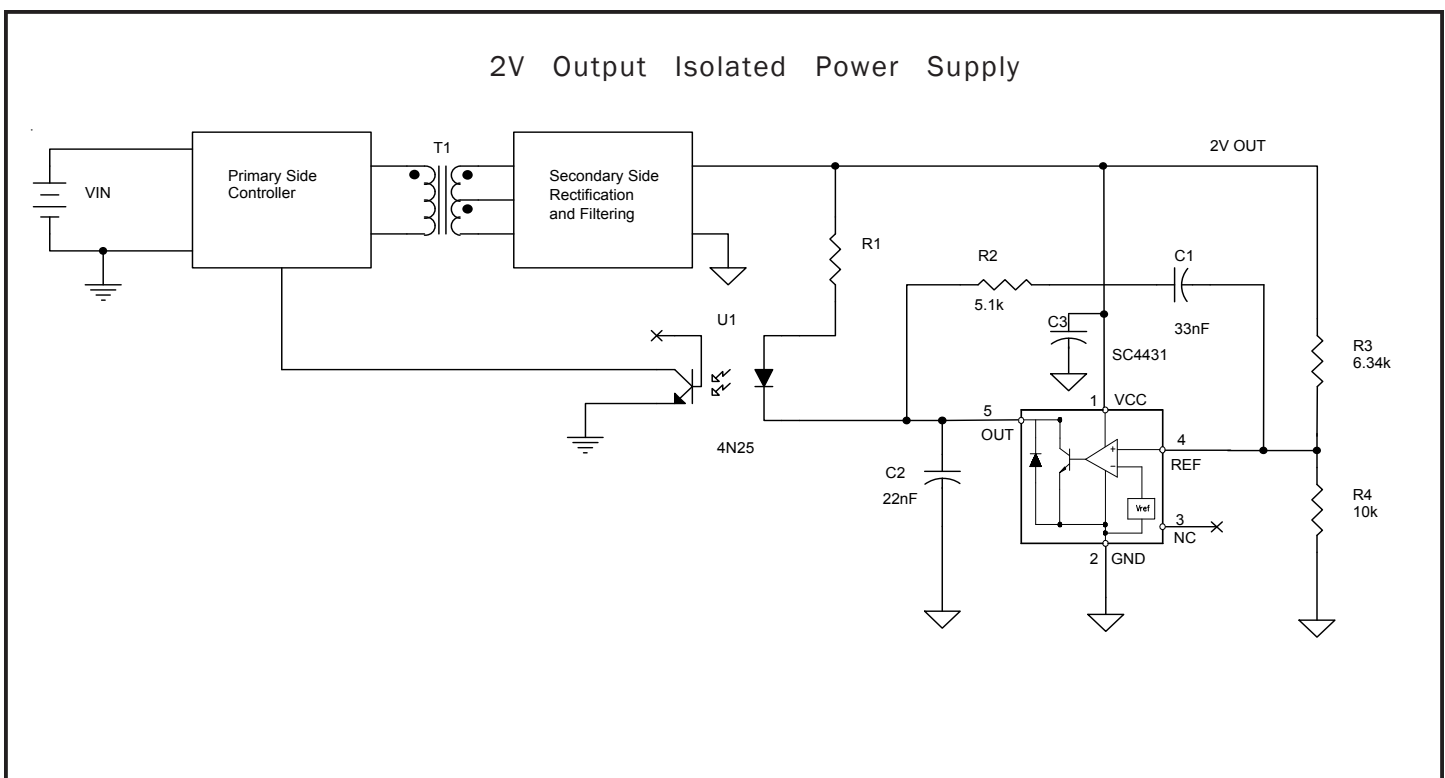 2V Output Isolated Power Supply
T1
2V OUT
VIN
Primary Side
Controller
Secondary Side
Rectification
and Filtering
R1
R2
5.1k
C1
33nF
U1
C3
SC4431
R3
6.34k
4N25
5
OUT
1
VCC
+
-
4
REF
C2
22nF
Vref
3
NC
R4
10k
2
GND